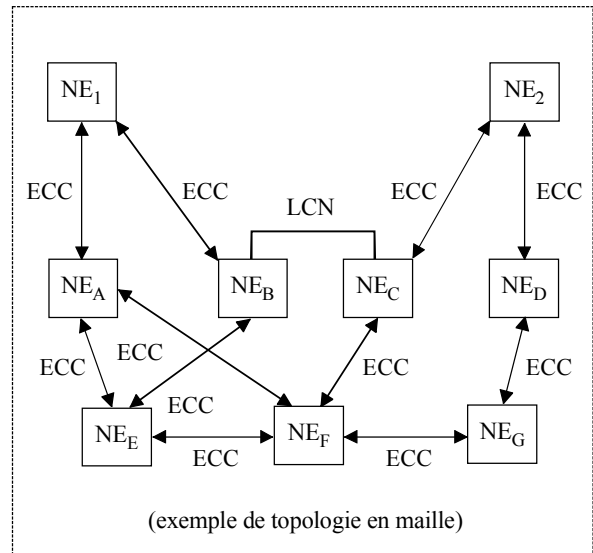 NE1 NE2
ECC ECC ECC ECC
LCN
NEA NEB NEC NED
ECC ECC ECC ECC
ECC
NEE NEF NEG
ECC ECC
(exemple de topologie en maille)